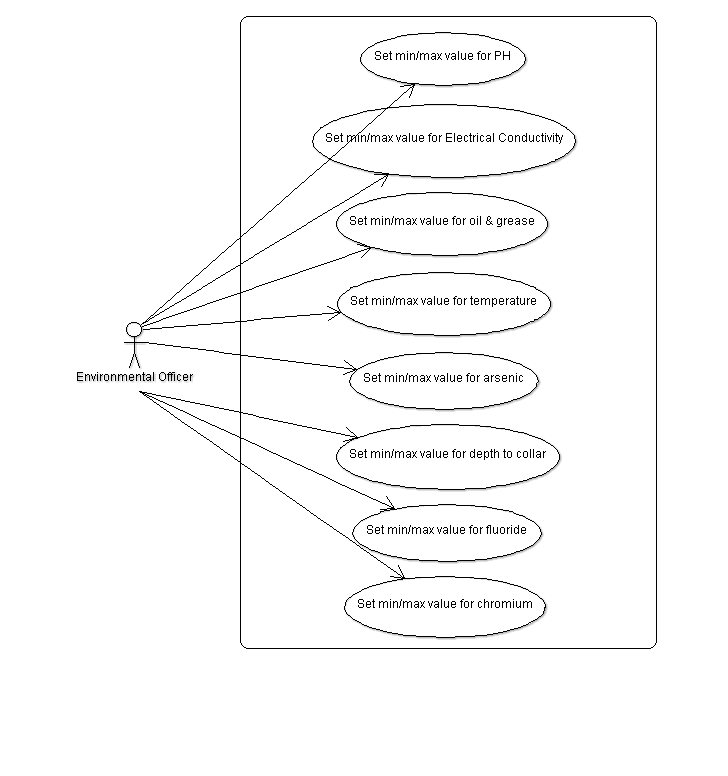 Set min/max value for PH
Set min/max value for Electrical Conductivity
Set min/max value for oil & grease
Set min/max value for temperature
Environmental Officer
Set min/max value for arsenic
Set min/max value for depth to collar
Set min/max value for fluoride
Set min/max value for chromium